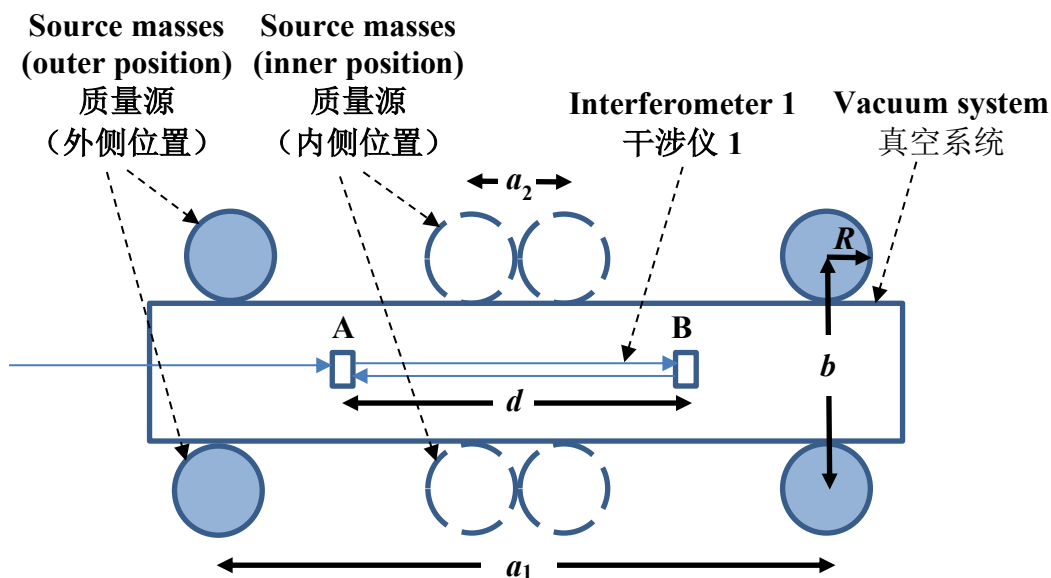 Source masses
(outer position)
质量源
（外侧位置）
Source masses
(inner position)
质量源
（内侧位置）
Interferometer 1
干涉仪 1
Vacuum system
真空系统
a2
R
A
B
b
d
a1